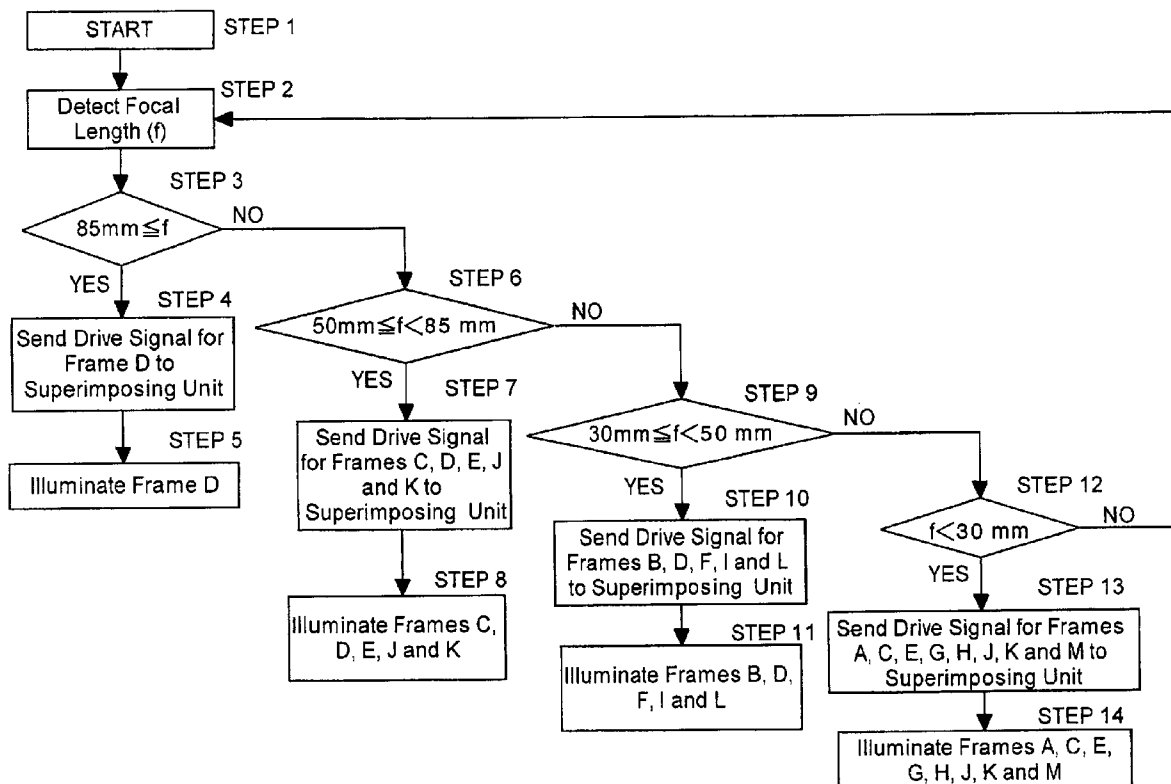 START
STEP 1
STEP 2
Detect Focal
Length (f)
STEP 3
85mm≦f
NO
YES
STEP 4
Send Drive Signal for
Frame D to
Superimposing Unit
STEP 5
Illuminate Frame D
STEP 6
50mm≦f<85 mm
NO
YES
STEP 7
Send Drive Signal
for Frames C, D, E, J
and K to
Superimposing Unit
STEP 8
Illuminate Frames C,
D, E, J and K
STEP 9
30mm≦f<50 mm
NO
YES
STEP 10
Send Drive Signal for
Frames B, D, F, I and L
to Superimposing Unit
STEP 11
Illuminate Frames B, D,
F, I and L
STEP 12
f<30 mm
NO
YES
STEP 13
Send Drive Signal for Frames
A, C, E, G, H, J, K and M to
Superimposing Unit
STEP 14
Illuminate Frames A, C, E,
G, H, J, K and M